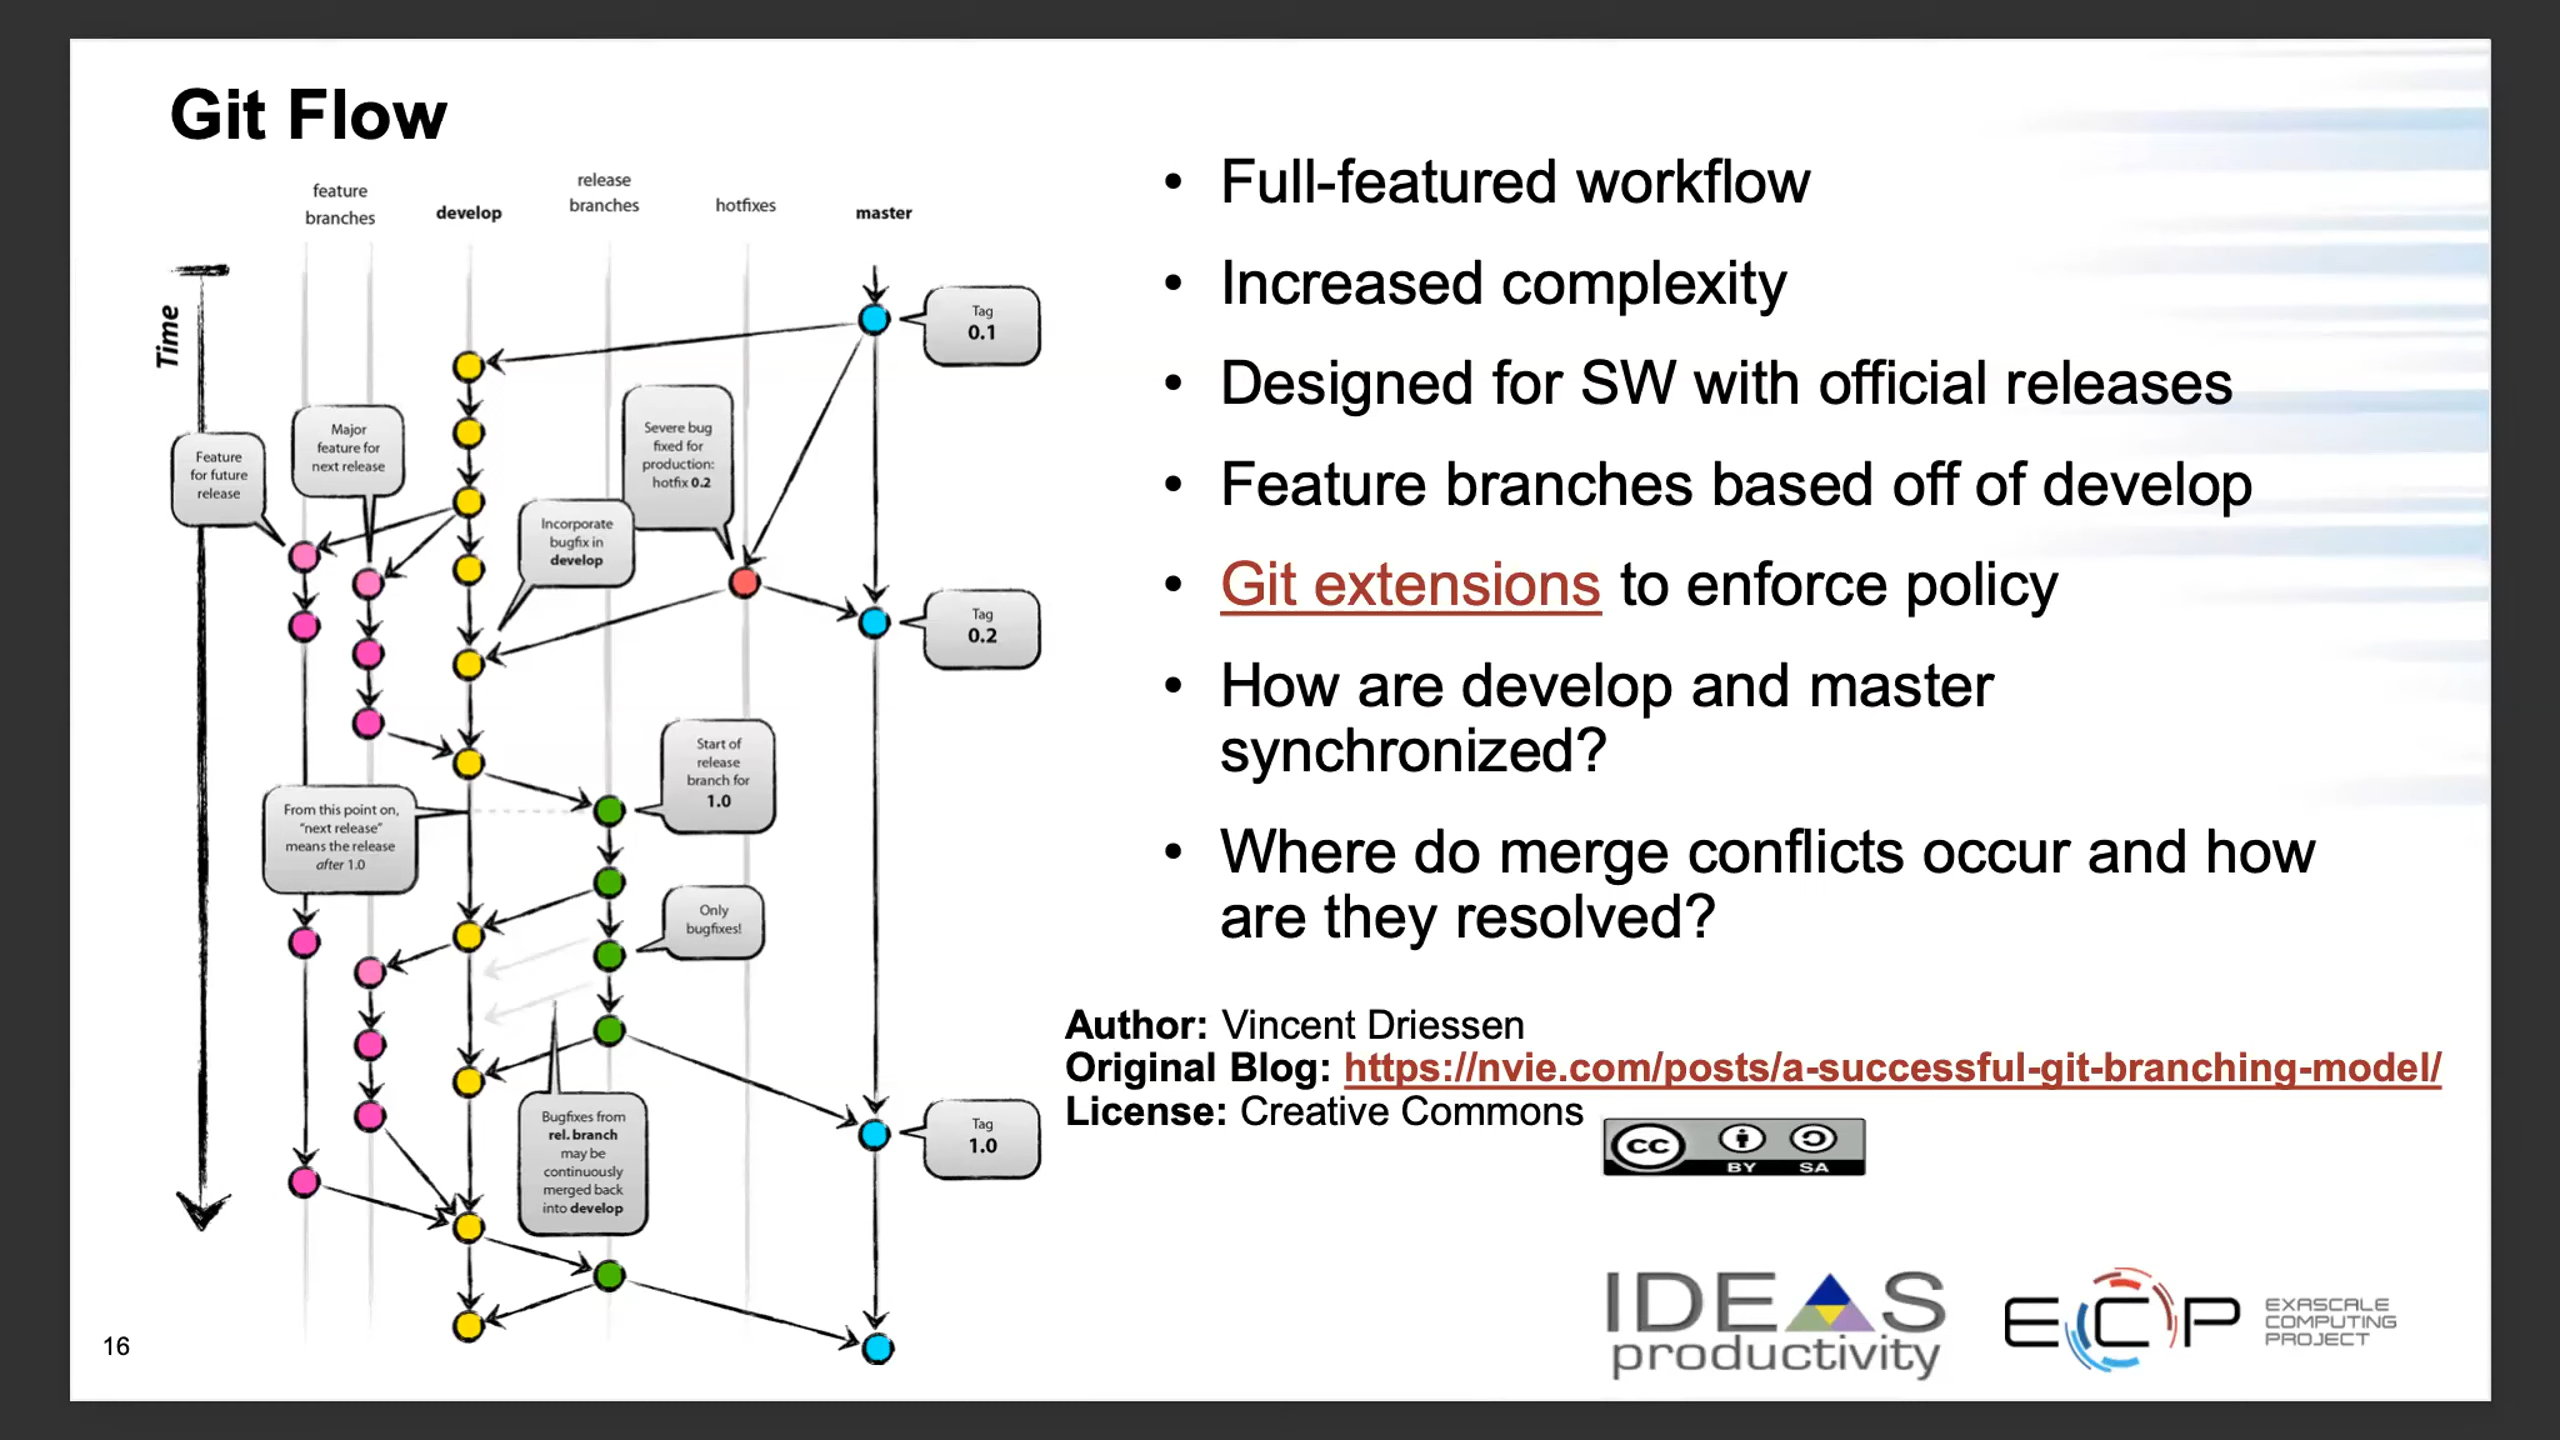 Git Flow
feature
branches
develop
release
branches
hotfixes
master
Time
Tag
0.1
Feature
for future
release
Major
feature for
next release
Severe bug
fixed for
production:
hotfix 0.2
Incorporate
bugfix in
develop
Tag
0.2
Start of
release
branch for
1.0
From this point on,
“next release”
means the release
after 1.0
Only
bugfixes!
Bugfixes from
rel. branch
may be
continuously
merged back
into develop
Tag
1.0
• Full-featured workflow
• Increased complexity
• Designed for SW with official releases
• Feature branches based off of develop
• Git extensions to enforce policy
• How are develop and master
synchronized?
• Where do merge conflicts occur and how
are they resolved?
Author: Vincent Driessen
Original Blog: https://nvie.com/posts/a-successful-git-branching-model/
License: Creative Commons
cc
BY SA
IDEAS
productivity
ECP
EXASCALE
COMPUTING
PROJECT
16